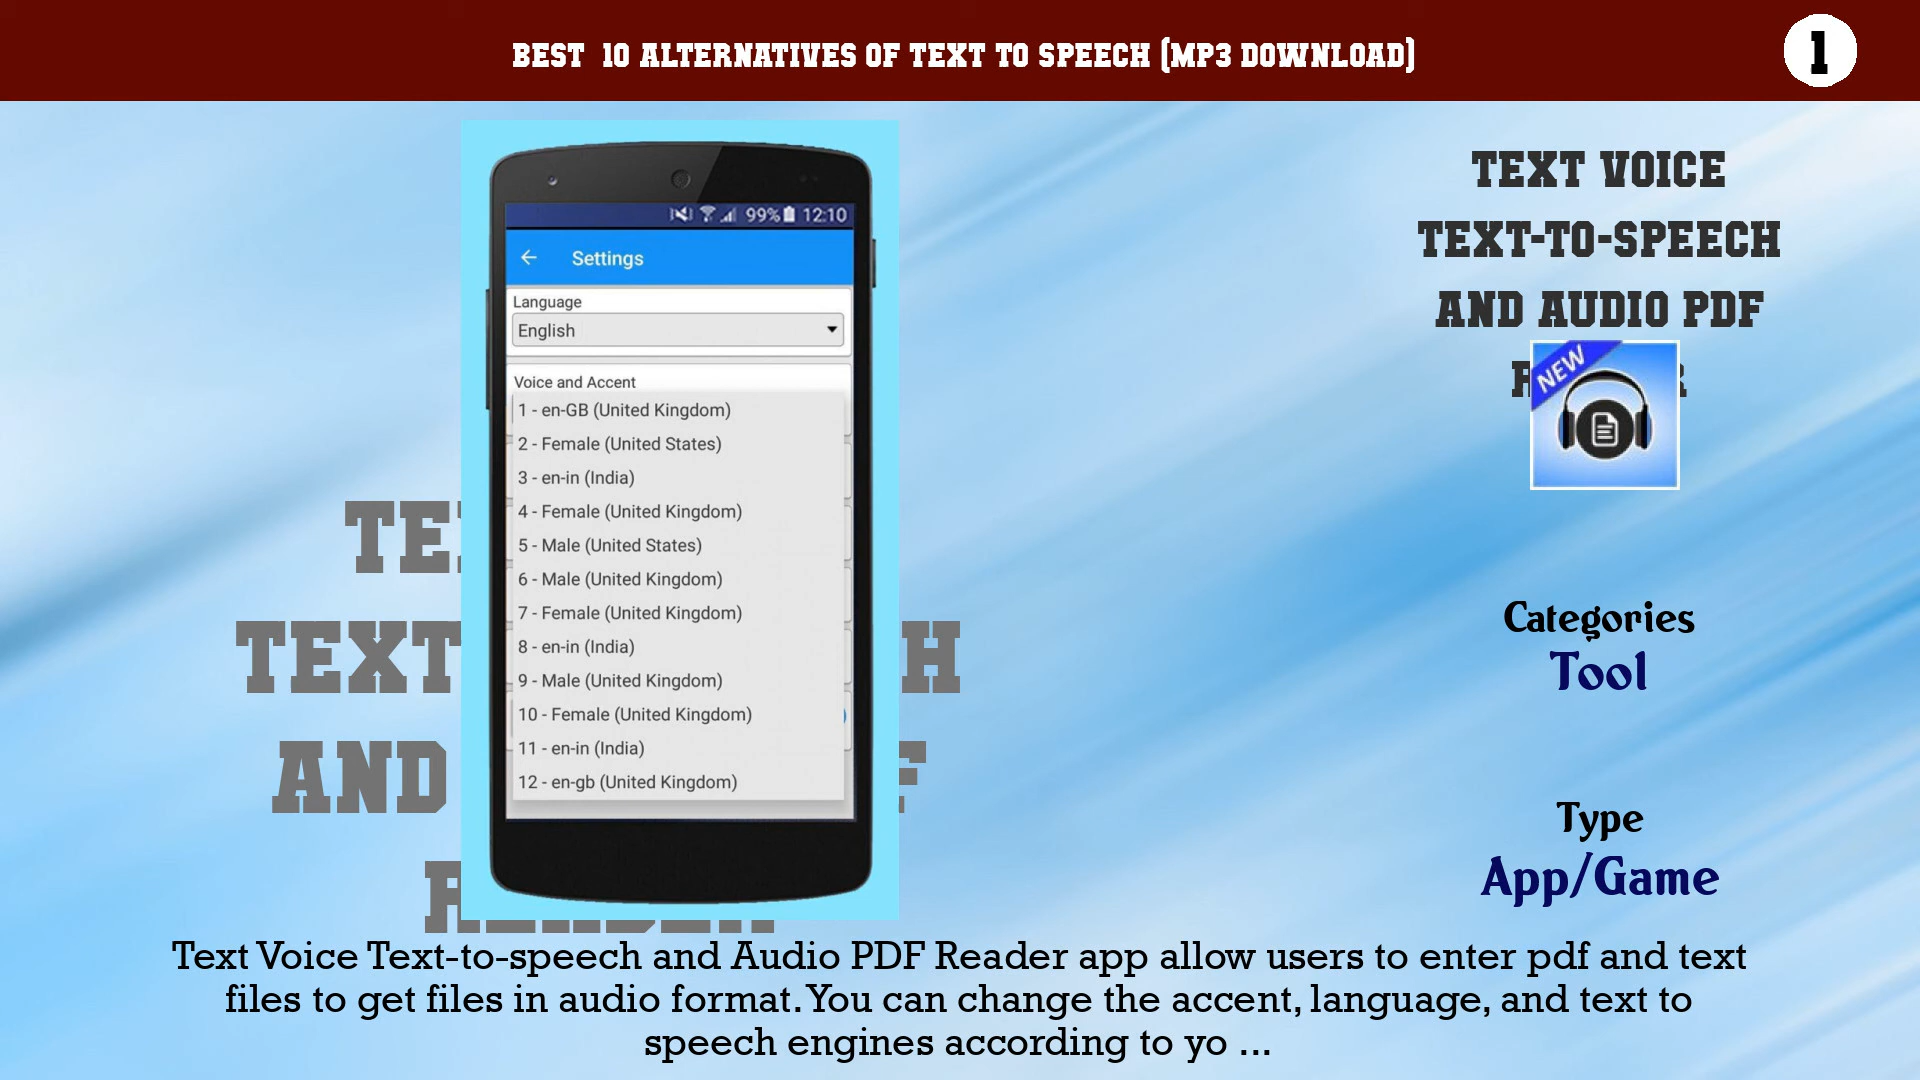 BEST 10 ALTERNATIVES OF TEXT TO SPEECH (MP3 DOWNLOAD)
1
TEXT VOICE
TEXT-TO-SPEECH
AND AUDIO PDF
NEW
99% 12:10
Settings
Language
English
Voice and Accent
1 - en-GB (United Kingdom)
2 - Female (United States)
3 - en-in (India)
4 - Female (United Kingdom)
5 - Male (United States)
6 - Male (United Kingdom)
7 - Female (United Kingdom)
8 - en-in (India)
9 - Male (United Kingdom)
10 - Female (United Kingdom)
11 - en-in (India)
12 - en-gb (United Kingdom)
AND
Categories
Tool
Type
App/Game
Text Voice Text-to-speech and Audio PDF Reader app allow users to enter pdf and text
files to get files in audio format. You can change the accent, language, and text to
speech engines according to yo ...